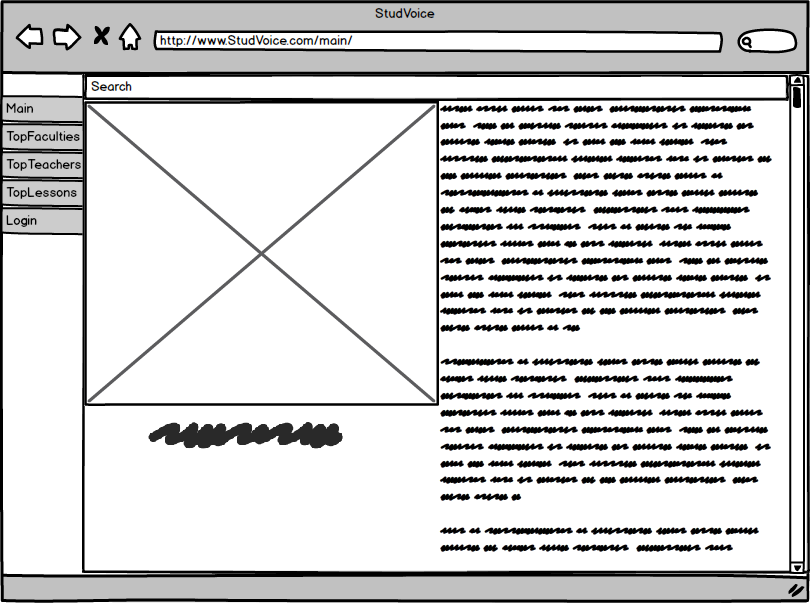 StudVoice
http://www.StudVoice.com/main/
Search
Main
TopFaculties
TopTeachers
TopLessons
Login